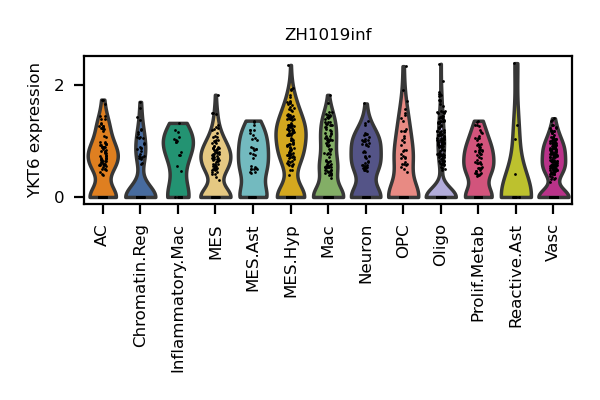 ZH1019inf
YKT6 expression
2
0
AC
Chromatin.Reg
Inflammatory.Mac
MES
MES.Ast
MES.Hyp
Mac
Neuron
OPC
Oligo
Prolif.Metab
Reactive.Ast
Vasc